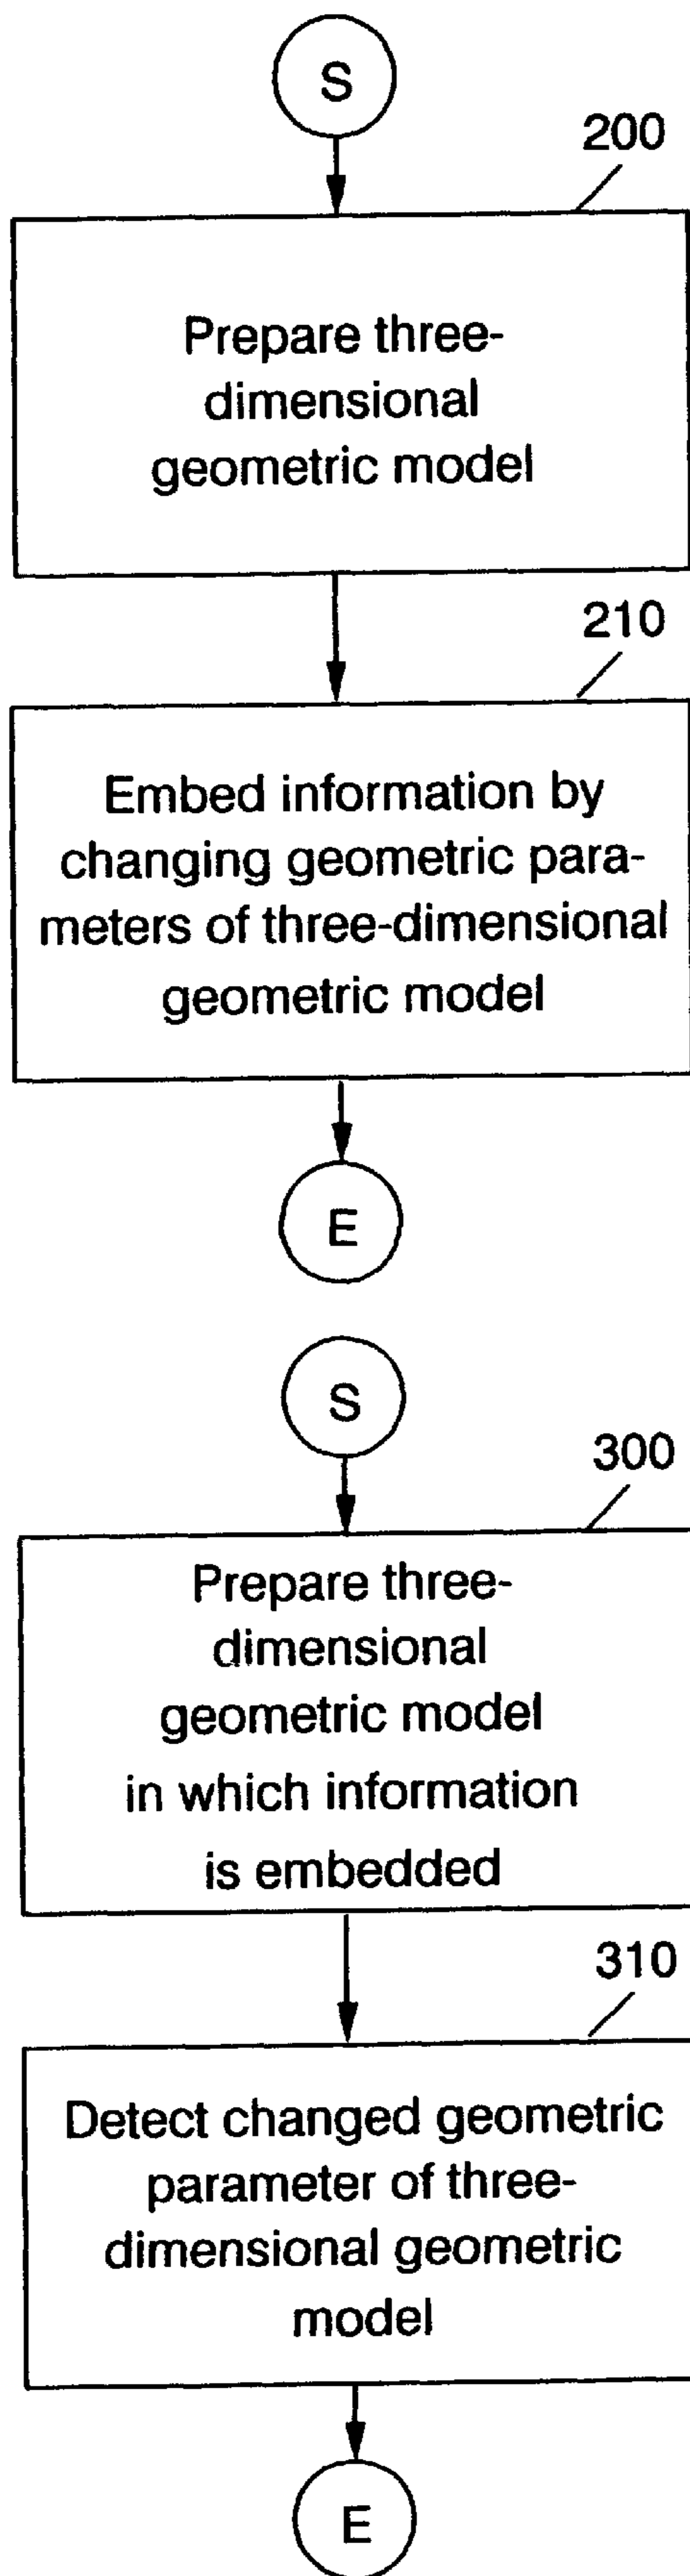 S
200
Prepare three-
dimensional
geometric model
210
Embed information by
changing geometric para-
meters of three-dimensional
geometric model
E
S
300
Prepare three-
dimensional
geometric model
in which information
is embedded
310
Detect changed geometric
parameter of three-
dimensional geometric
model
E